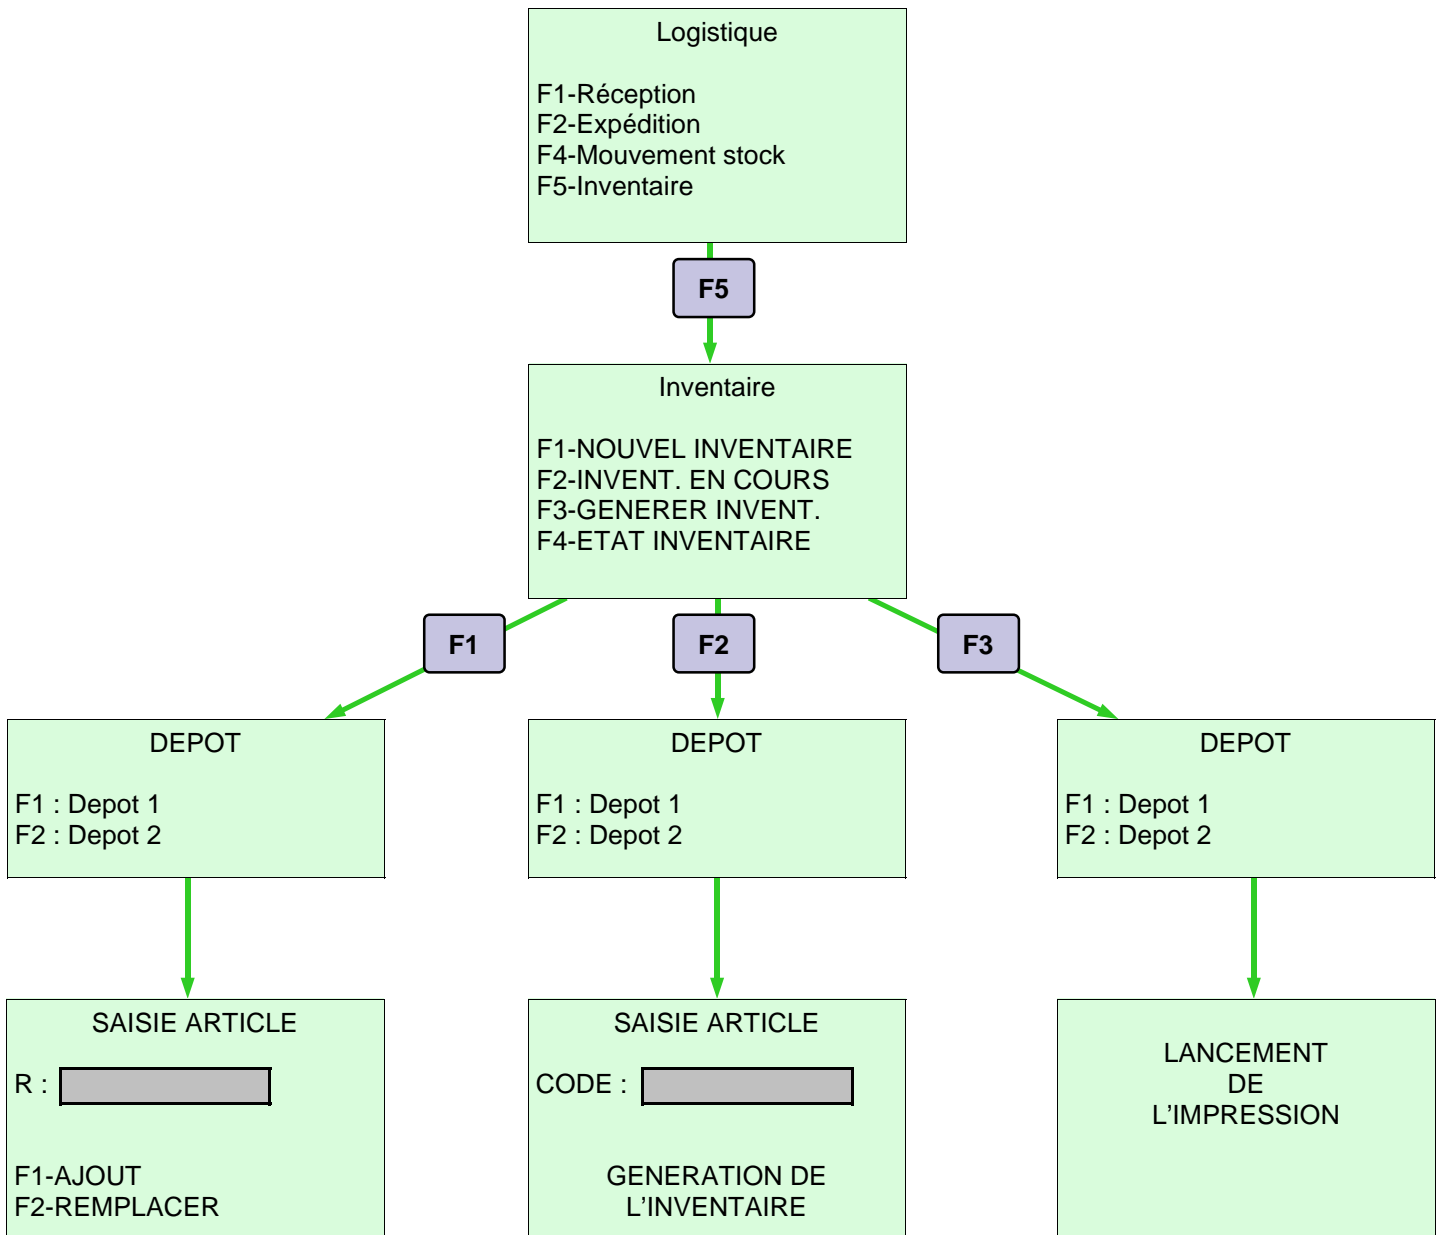 Logistique
F1-Réception
F2-Expédition
F4-Mouvement stock
F5-Inventaire
F5
Inventaire
F1-NOUVEL INVENTAIRE
F2-INVENT. EN COURS
F3-GENERER INVENT.
F4-ETAT INVENTAIRE
F1
F2
F3
DEPOT
F1 : Depot 1
F2 : Depot 2
DEPOT
F1 : Depot 1
F2 : Depot 2
DEPOT
F1 : Depot 1
F2 : Depot 2
SAISIE ARTICLE
R :
F1-AJOUT
F2-REMPLACER
SAISIE ARTICLE
CODE :
GENERATION DE
L'INVENTAIRE
LANCEMENT
DE
L'IMPRESSION